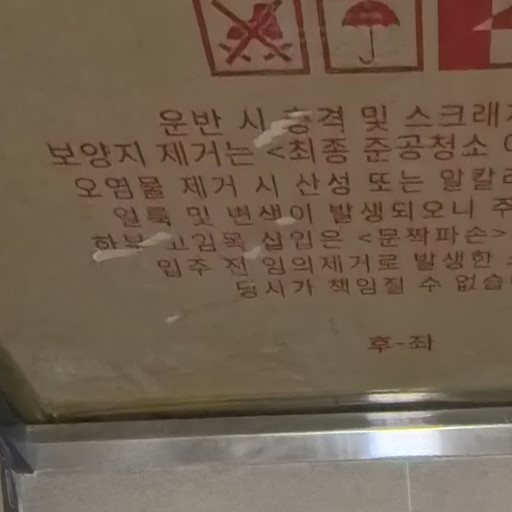 운반 시 충격 및 스크래
보양지 제거는 <최종 준공청소
오염물 제거 시 산성 또는 알칼리
얼룩 및 변색이 발생되오니 주
하부 고임목 삽입은 <문짝파손>
입주 전 임의제거로 발생한
당사가 책임질 수 없습
후-좌